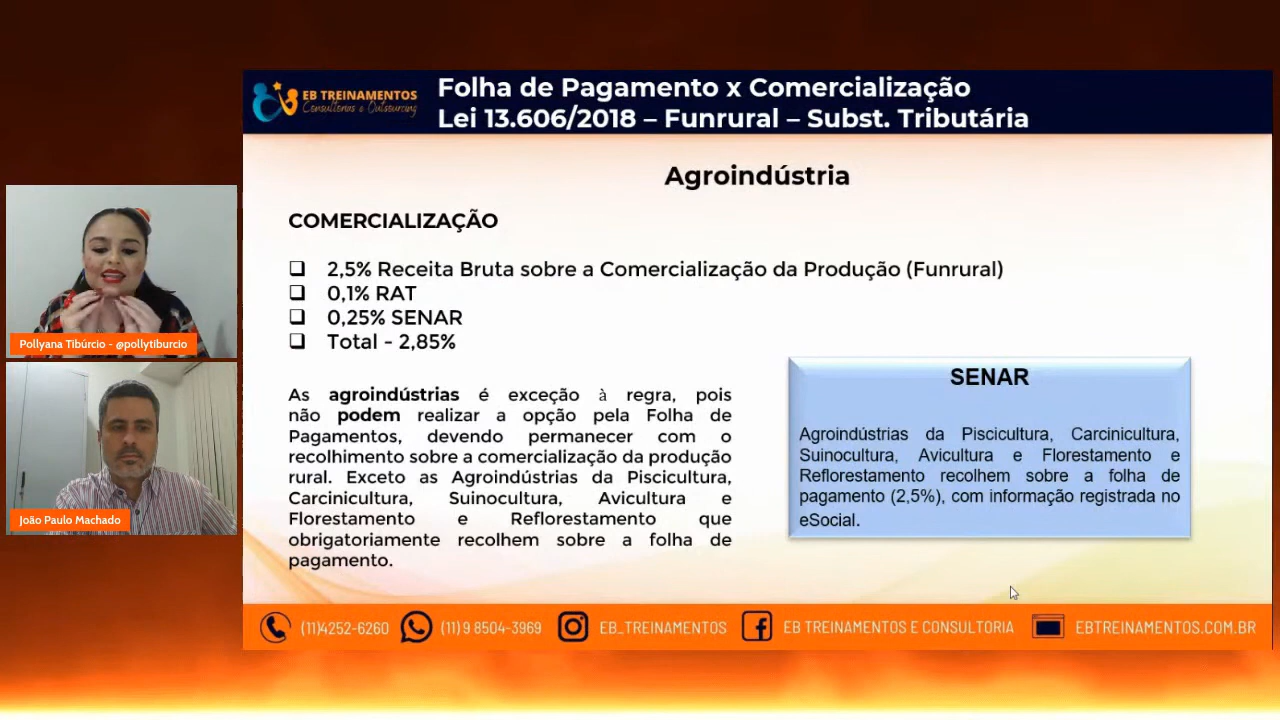 EB TREINAMENTOS
Consultorias e Outsourcing
Folha de Pagamento x Comercialização
Lei 13.606/2018 – Funrural – Subst. Tributária
Agroindústria
COMERCIALIZAÇÃO
2,5% Receita Bruta sobre a Comercialização da Produção (Funrural)
0,1% RAT
0,25% SENAR
Total - 2,85%
As agroindústrias é exceção à regra, pois
não podem realizar a opção pela Folha de
Pagamentos, devendo permanecer com o
recolhimento sobre a comercialização da produção
rural. Exceto as Agroindústrias da Piscicultura,
Carcinicultura, Suinocultura, Avicultura e
Florestamento e Reflorestamento que
obrigatoriamente recolhem sobre a folha de
pagamento.
SENAR
Agroindústrias da Piscicultura, Carcinicultura,
Suinocultura, Avicultura e Florestamento e
Reflorestamento recolhem sobre a folha de
pagamento (2,5%), com informação registrada no
eSocial.
Pollyana Tibúrcio - @pollytiburcio
João Paulo Machado
(11)4252-6260
(11) 9 8504-3969
EB_TREINAMENTOS
EB TREINAMENTOS E CONSULTORIA
EBTREINAMENTOS.COM.BR